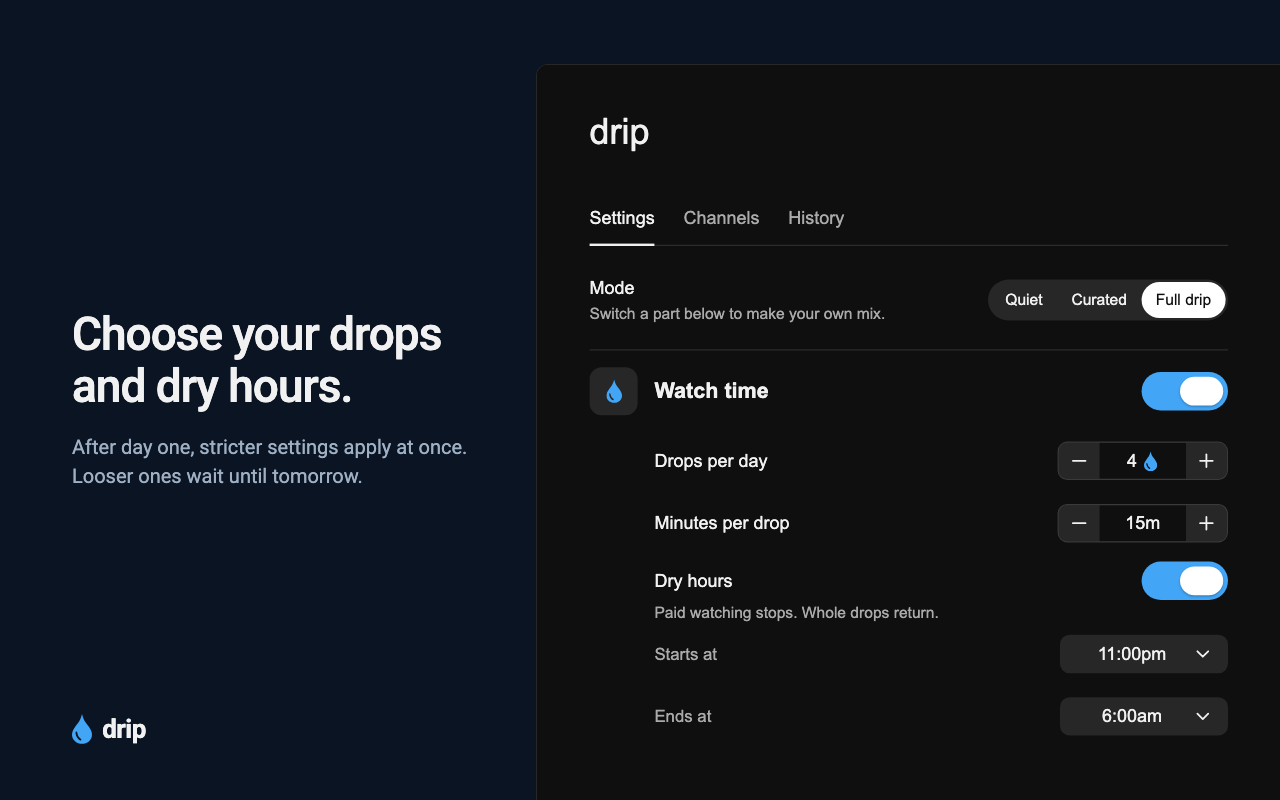 Choose your drops
and dry hours.
After day one, stricter settings apply at once.
Looser ones wait until tomorrow.
drip
drip
Settings
Channels
History
Mode
Switch a part below to make your own mix.
Quiet
Curated
Full drip
Watch time
Drops per day
4
Minutes per drop
15m
Dry hours
Paid watching stops. Whole drops return.
Starts at
11:00pm
Ends at
6:00am